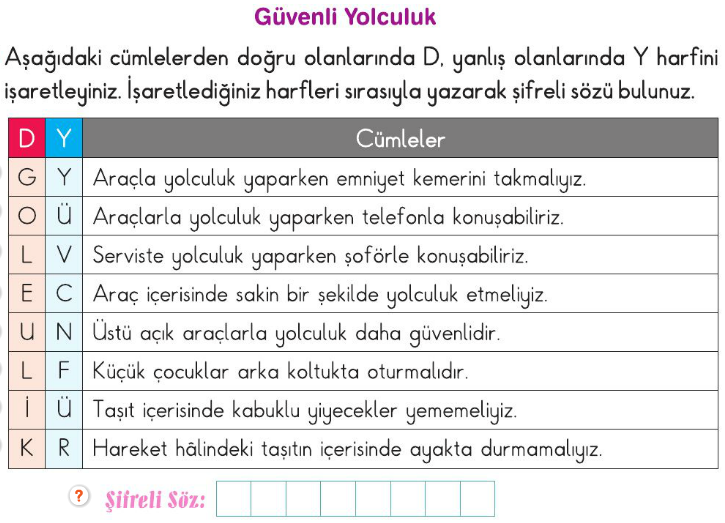 Güvenli Yolculuk
Aşağıdaki cümlelerden doğru olanlarında D, yanlış olanlarında Y harfini
işaretleyiniz. İşaretlediğiniz harfleri sırasıyla yazarak şifreli sözü bulunuz.
D Y Cümleler
G Y Araçla yolculuk yaparken emniyet kemerini takmalıyız.
O Ü Araçlarla yolculuk yaparken telefonla konuşabiliriz.
L V Serviste yolculuk yaparken şoförle konuşabiliriz.
E C Araç içerisinde sakin bir şekilde yolculuk etmeliyiz.
U N Üstü açık araçlarla yolculuk daha güvenlidir.
L F Küçük çocuklar arka koltukta oturmalıdır.
İ Ü Taşıt içerisinde kabuklu yiyecekler yememeliyiz.
K R Hareket hâlindeki taşıtın içerisinde ayakta durmamalıyız.
? Şifreli Söz: